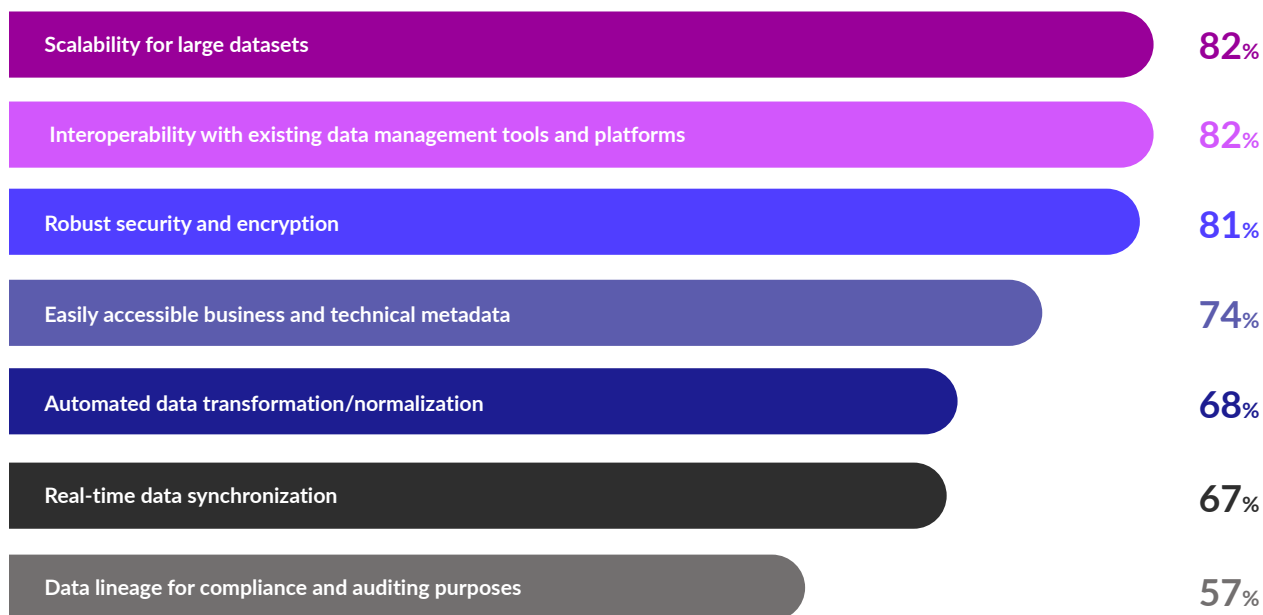 Scalability for large datasets 82%
Interoperability with existing data management tools and platforms 82%
Robust security and encryption 81%
Easily accessible business and technical metadata 74%
Automated data transformation/normalization 68%
Real-time data synchronization 67%
Data lineage for compliance and auditing purposes 57%